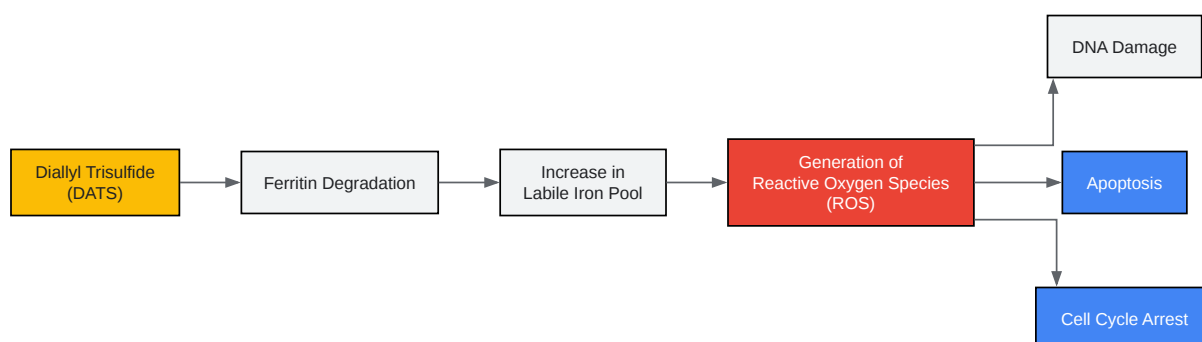 DNA Damage
Diallyl Trisulfide
(DATS)
Ferritin Degradation
Increase in
Labile Iron Pool
Generation of
Reactive Oxygen Species
(ROS)
Apoptosis
Cell Cycle Arrest